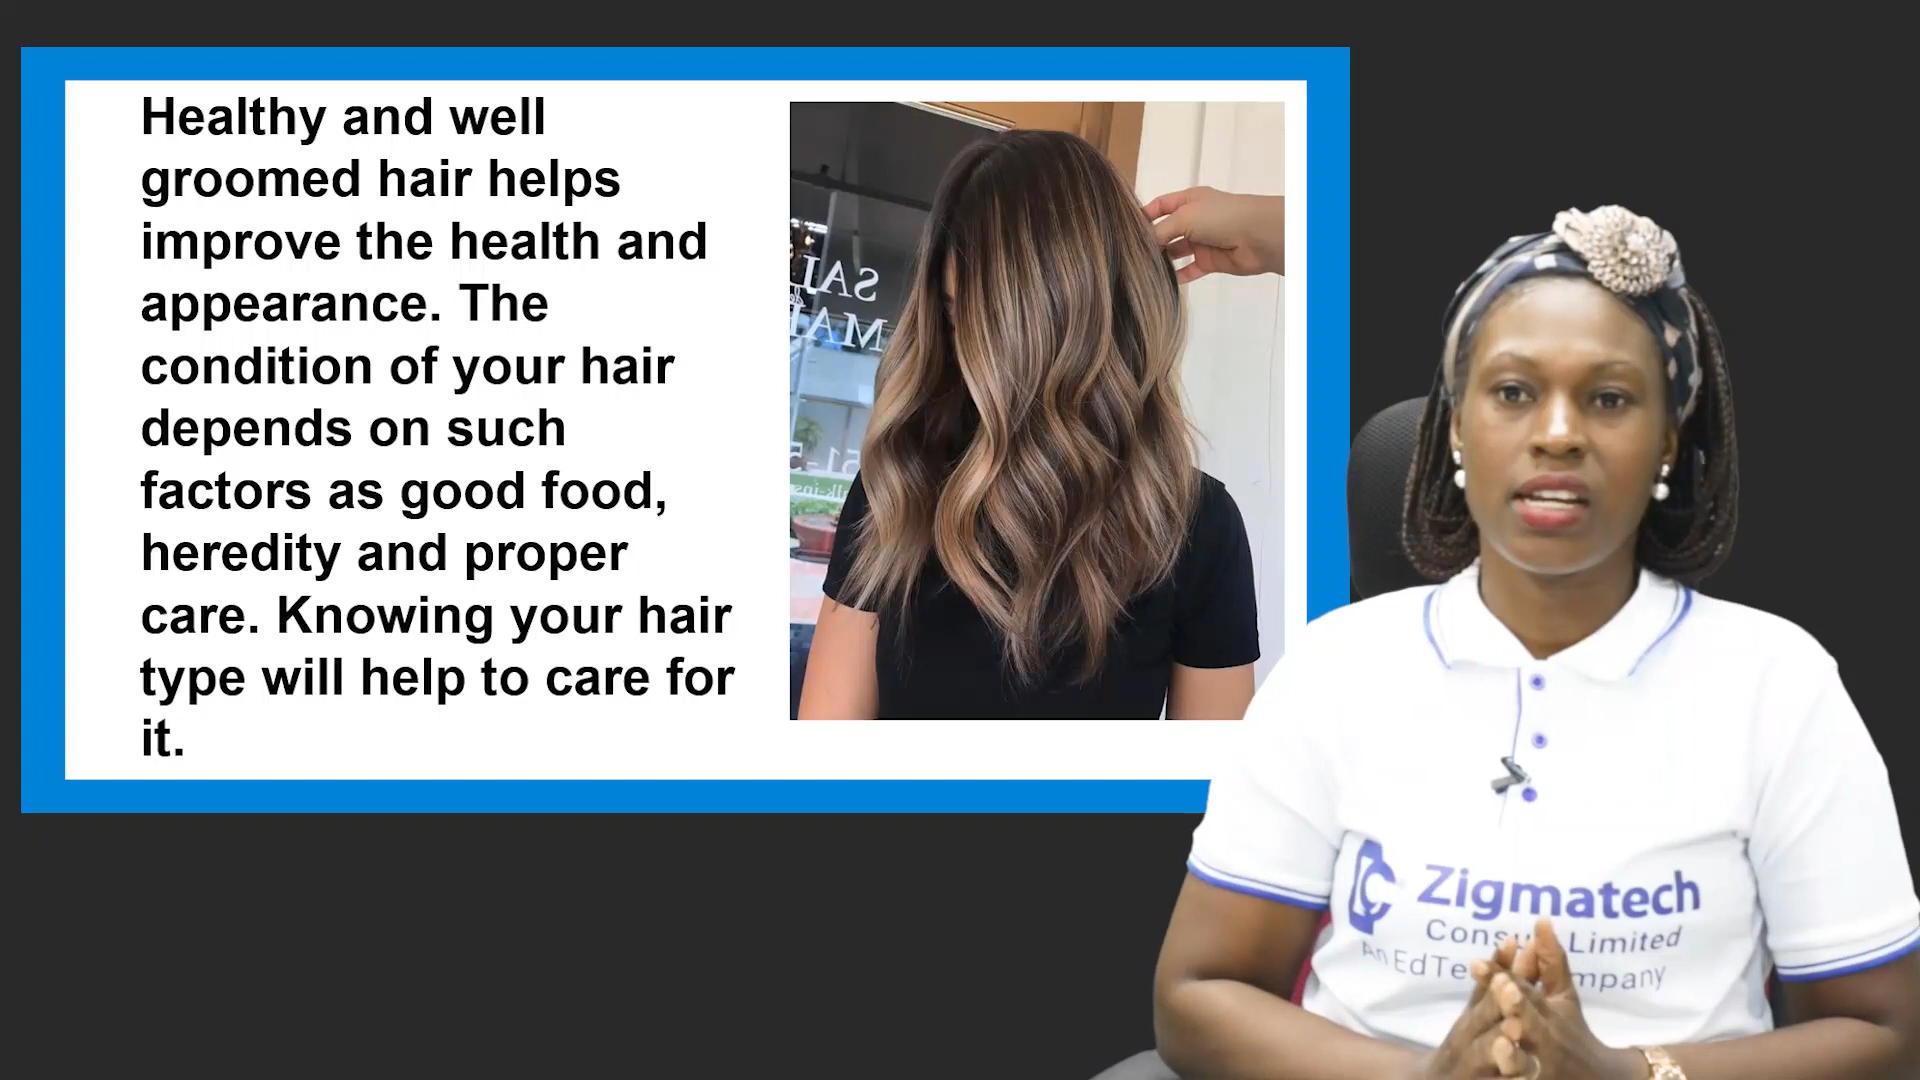 Healthy and well
groomed hair helps
improve the health and
appearance. The
condition of your hair
depends on such
factors as good food,
heredity and proper
care. Knowing your hair
type will help to care for
it.
Zigmatech
Limited
An